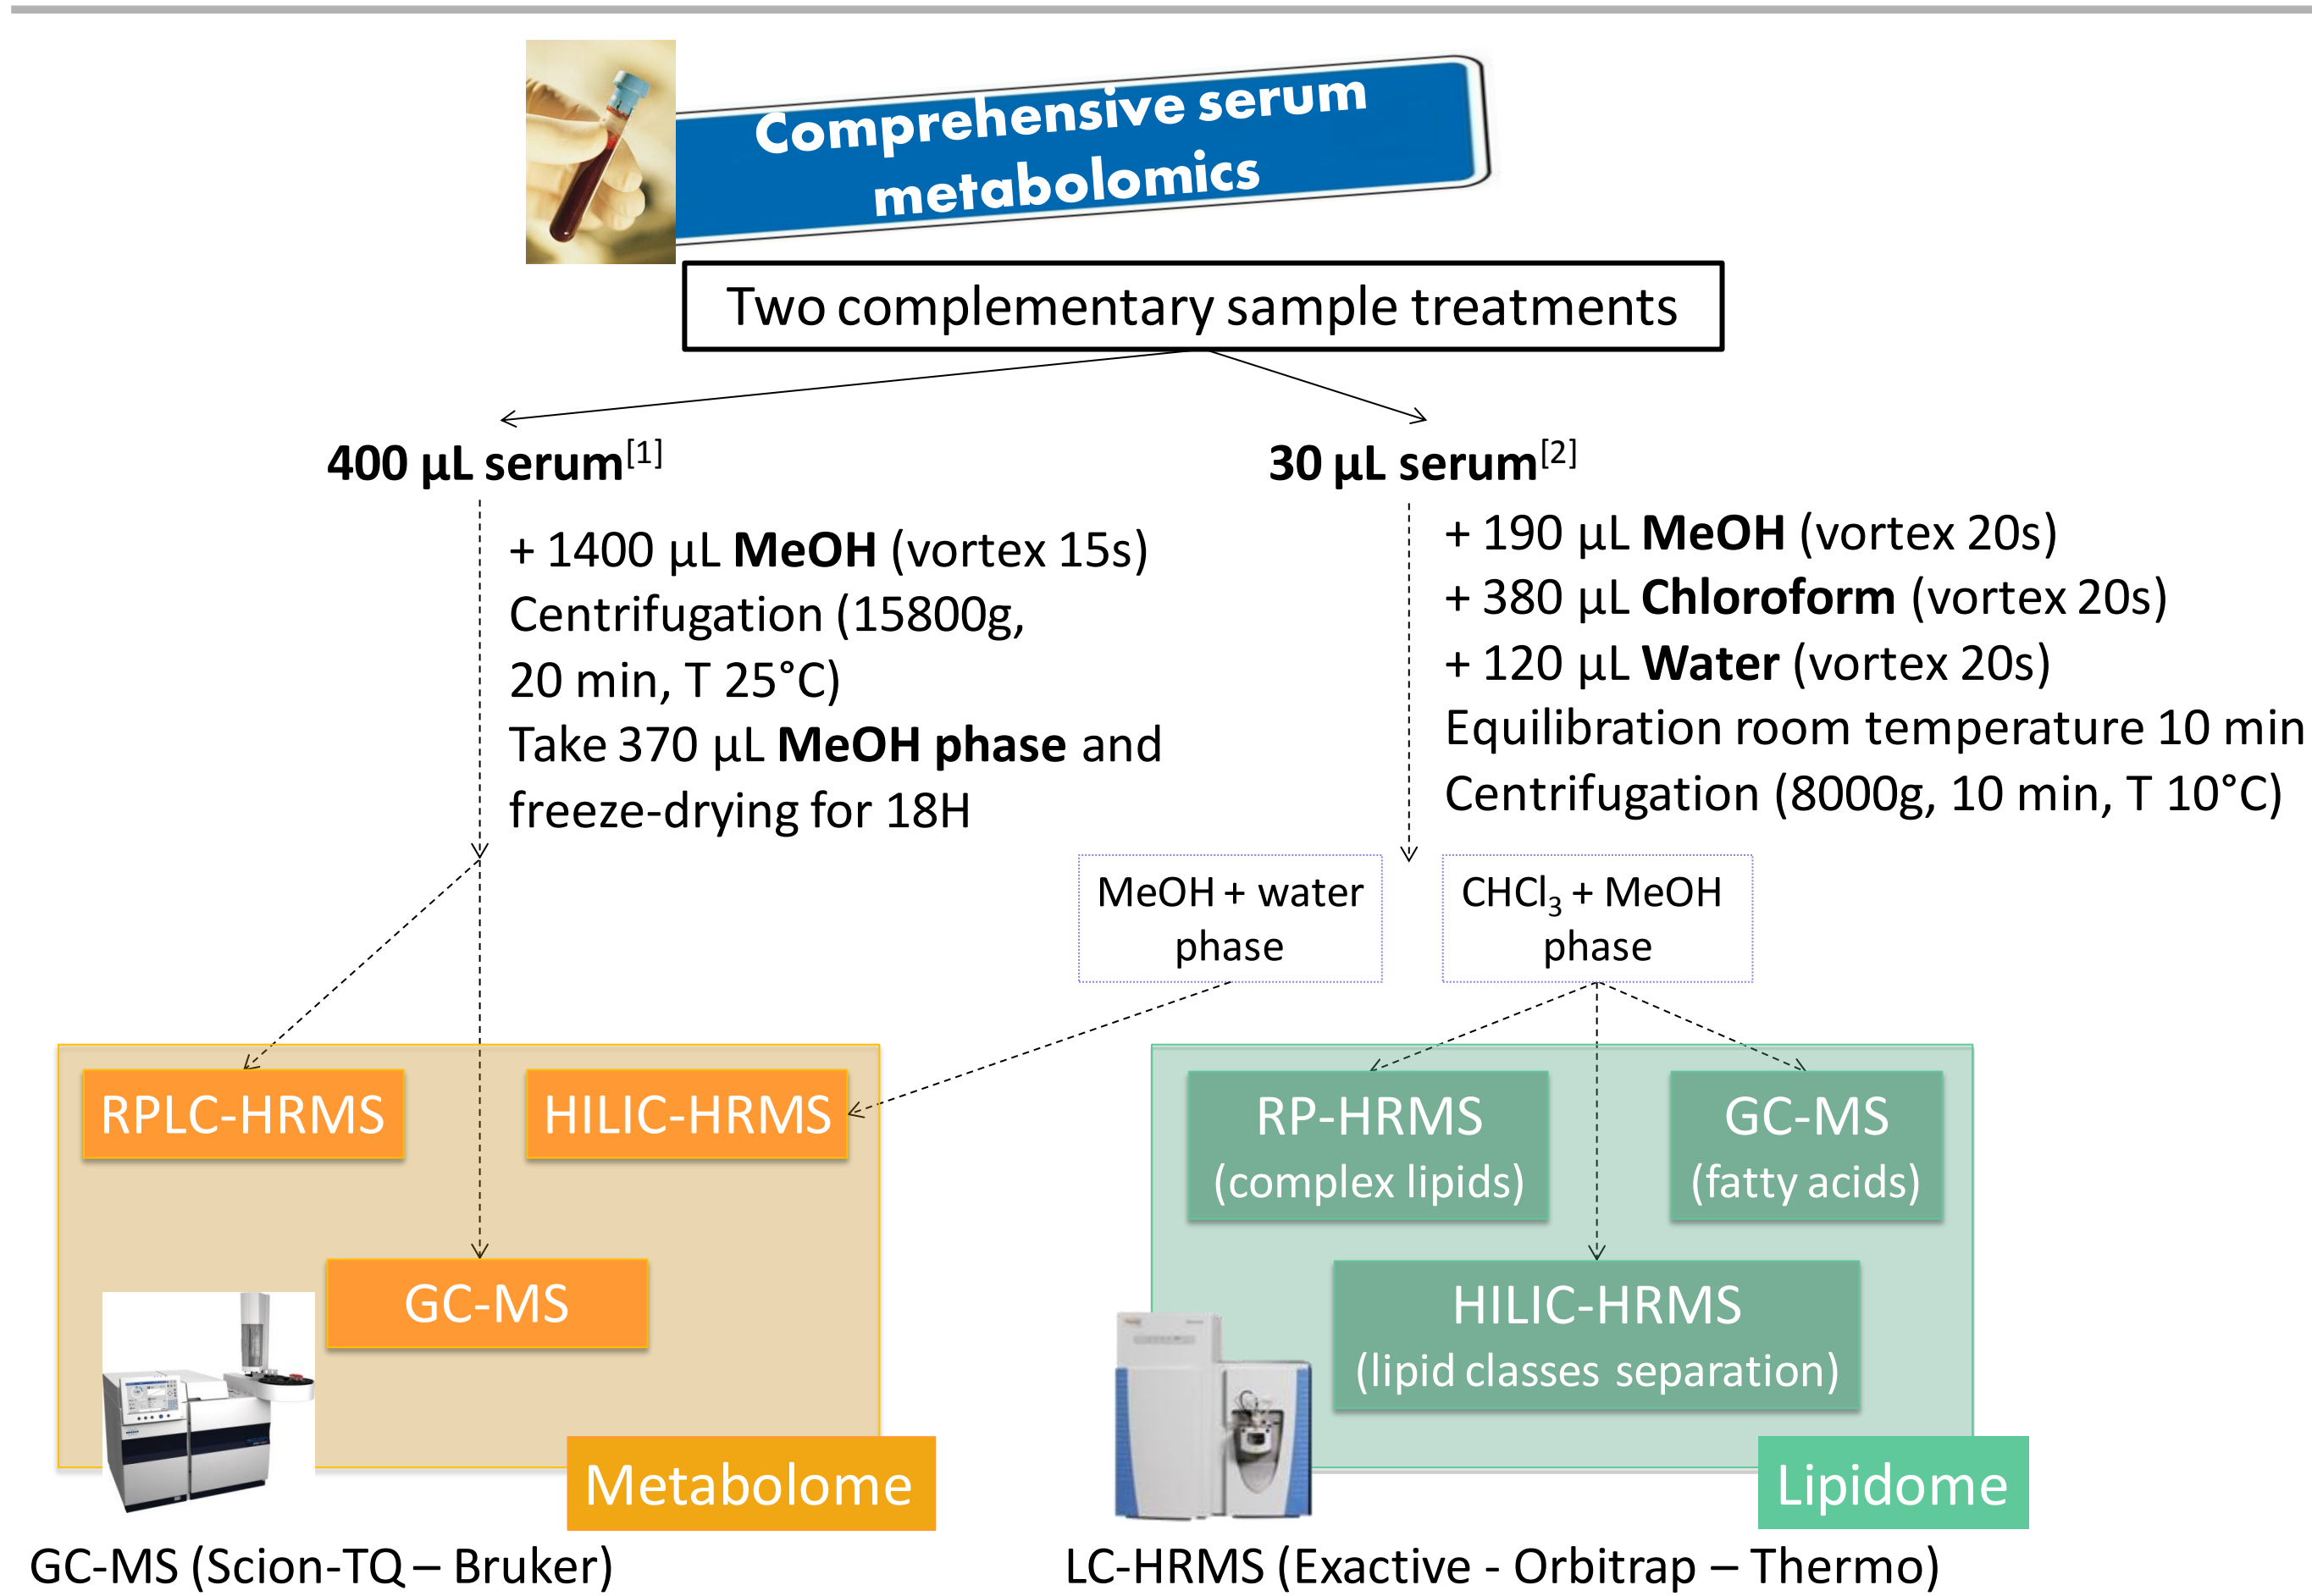 Comprehensive serum
metabolomics
Two complementary sample treatments
400 µL serum[1]
+ 1400 µL MeOH (vortex 15s)
Centrifugation (15800g,
20 min, T 25°C)
Take 370 µL MeOH phase and
freeze-drying for 18H
30 µL serum[2]
+ 190 µL MeOH (vortex 20s)
+ 380 µL Chloroform (vortex 20s)
+ 120 µL Water (vortex 20s)
Equilibration room temperature 10 min
Centrifugation (8000g, 10 min, T 10°C)
MeOH + water
phase
CHCl3 + MeOH
phase
RPLC-HRMS
HILIC-HRMS
GC-MS
Metabolome
RP-HRMS
(complex lipids)
GC-MS
(fatty acids)
HILIC-HRMS
(lipid classes separation)
Lipidome
GC-MS (Scion-TQ – Bruker)
LC-HRMS (Exactive - Orbitrap – Thermo)